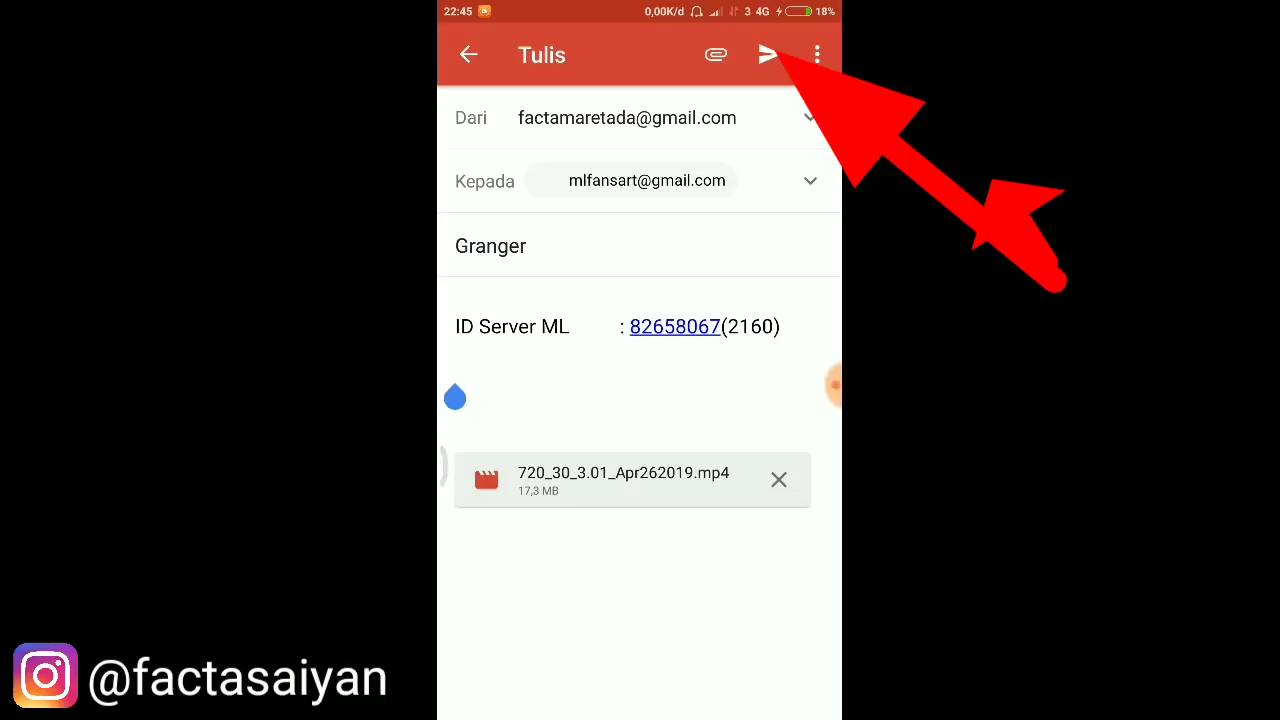 22:45 0,00K/d 3 4G 18%
Tulis
Dari factamaretada@gmail.com
Kepada mlfansart@gmail.com
Granger
ID Server ML : 82658067(2160)
720_30_3.01_Apr262019.mp4
17,3 MB
@factasaiyan